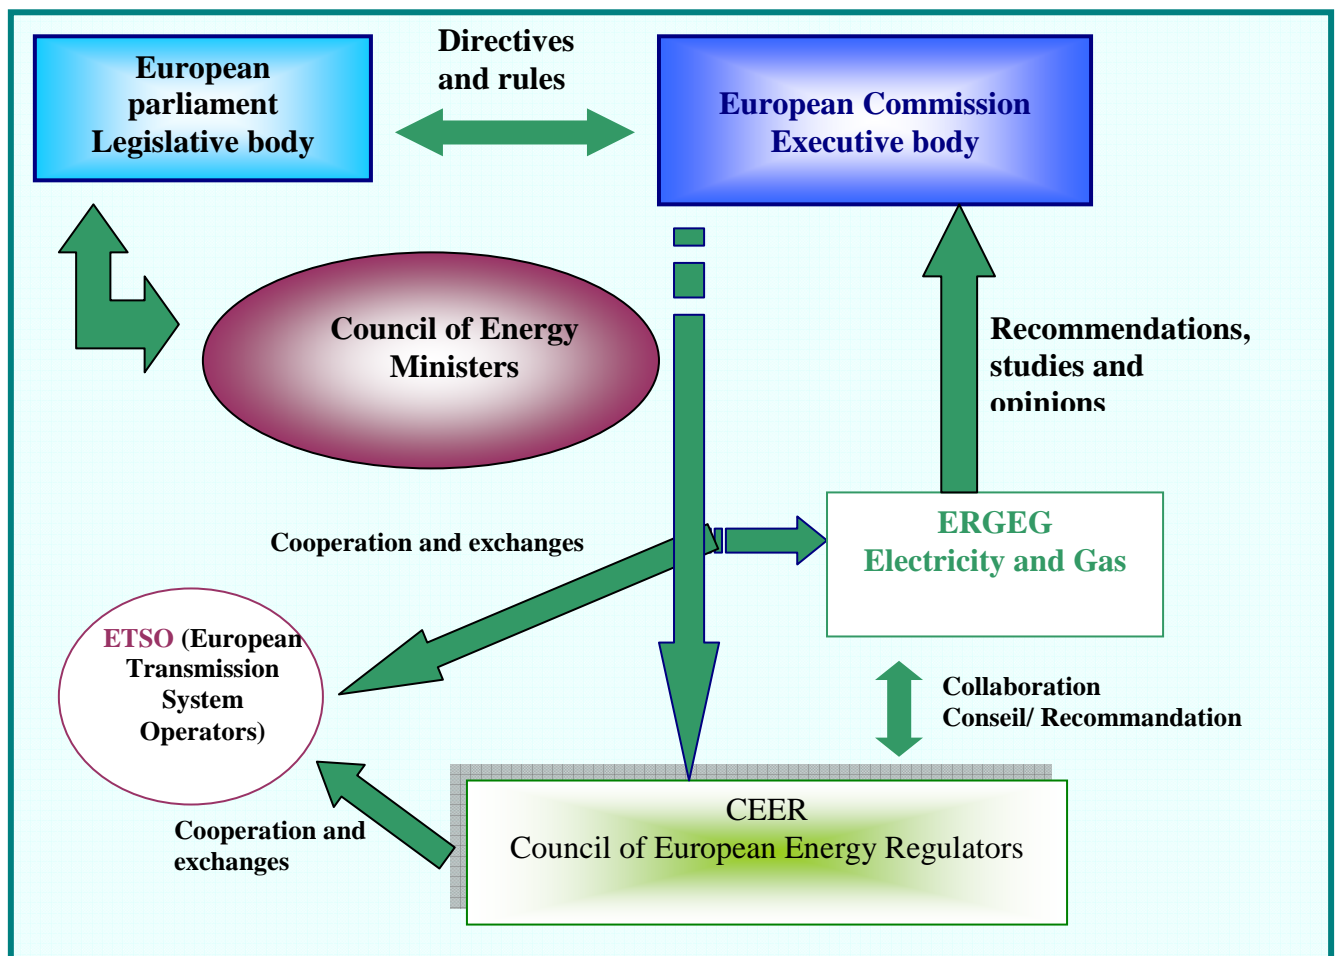 European
parliament
Legislative body
Directives
and rules
European Commission
Executive body
Council of Energy
Ministers
Recommendations,
studies and
opinions
Cooperation and exchanges
ERGEG
Electricity and Gas
ETSO (European
Transmission
System
Operators)
Collaboration
Conseil/ Recommandation
Cooperation and
exchanges
CEER
Council of European Energy Regulators